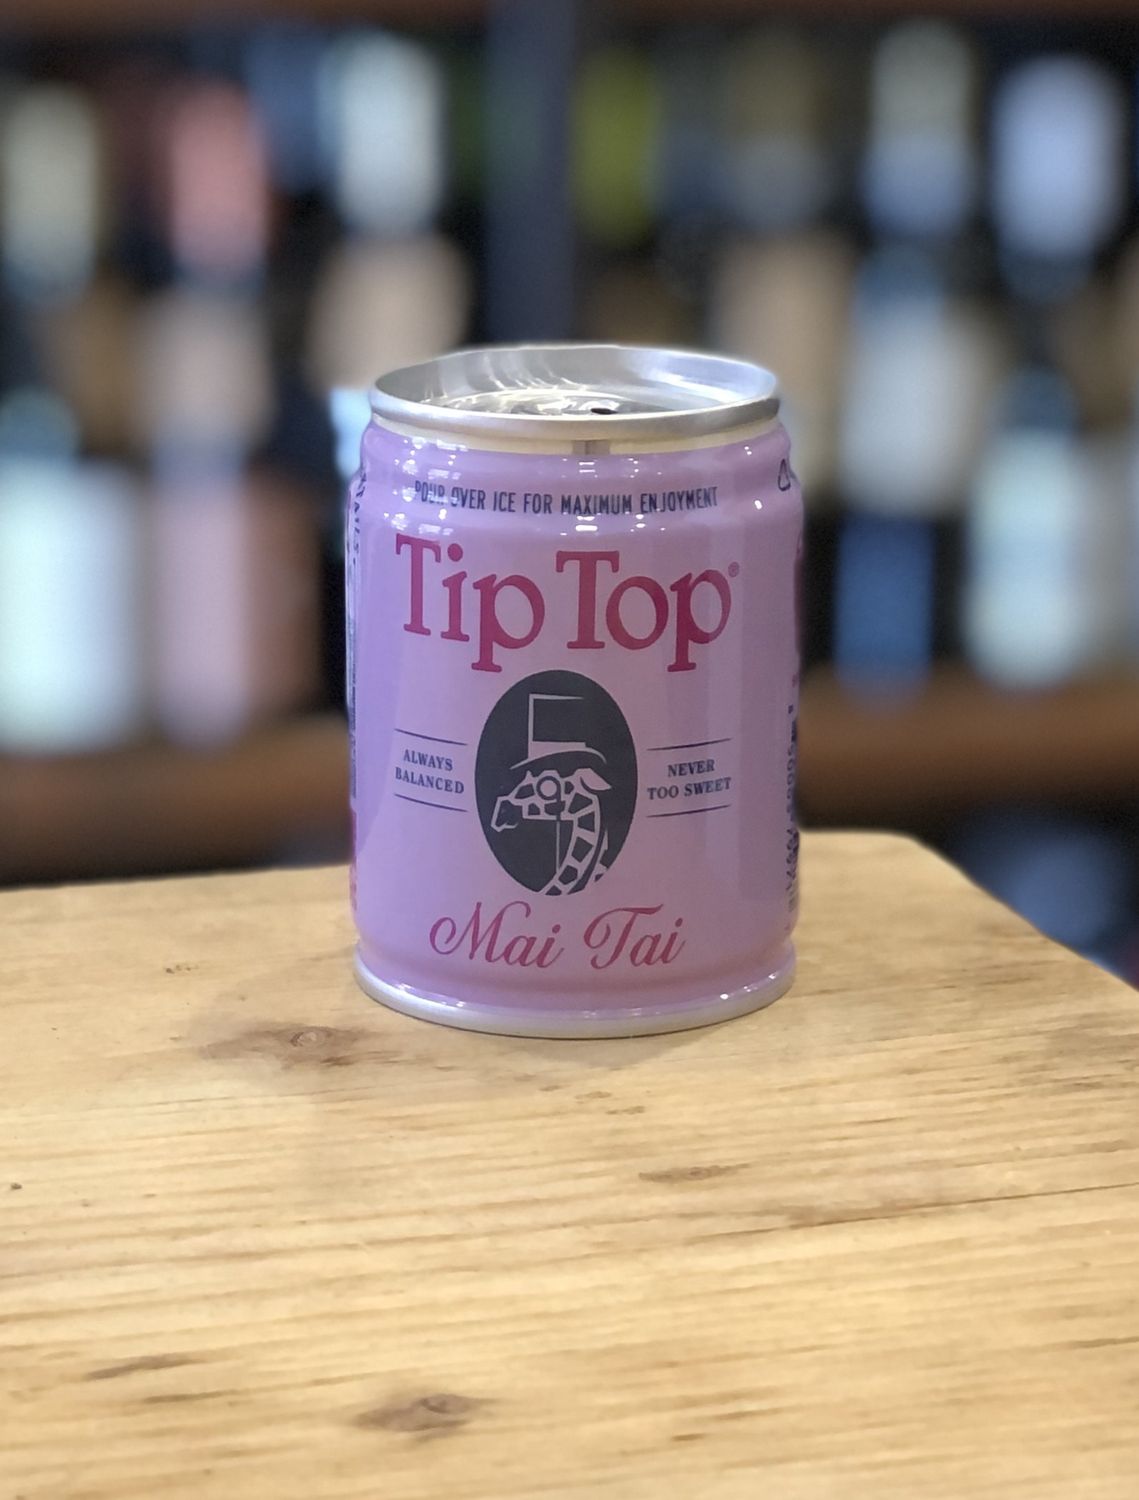 POUR OVER ICE FOR MAXIMUM ENJOYMENT
Tip Top®
ALWAYS
BALANCED
NEVER
TOO SWEET
Mai Tai